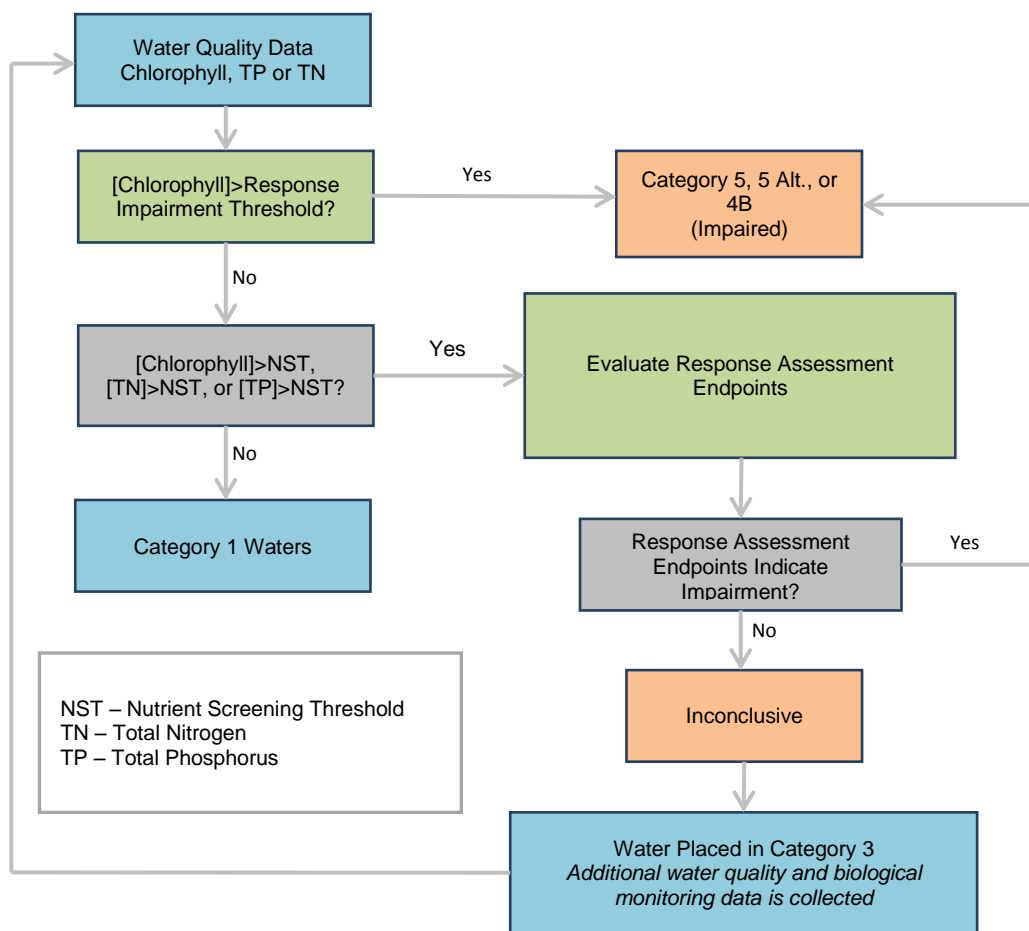 Water Quality Data
Chlorophyll, TP or TN
[Chlorophyll]>Response
Impairment Threshold?
Yes
Category 5, 5 Alt., or
4B
(Impaired)
No
[Chlorophyll]>NST,
[TN]>NST, or [TP]>NST?
Yes
Evaluate Response Assessment
Endpoints
No
Category 1 Waters
Response Assessment
Endpoints Indicate
Impairment?
Yes
No
NST – Nutrient Screening Threshold
TN – Total Nitrogen
TP – Total Phosphorus
Inconclusive
Water Placed in Category 3
Additional water quality and biological
monitoring data is collected